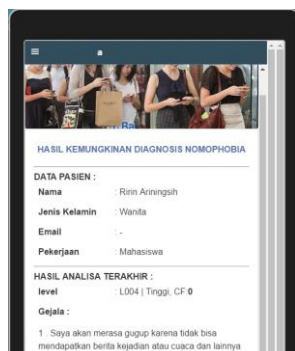 HASIL KEMUNGKINAN DIAGNOSIS NOMOPHOBIA
DATA PASIEN :
Nama : Ririn Ariningsih
Jenis Kelamin : Wanita
Email : -
Pekerjaan : Mahasiswa
HASIL ANALISA TERAKHIR :
level : L004 | Tinggi, CF:0
Gejala :
1 . Saya akan merasa gugup karena tidak bisa
mendapatkan berita kejadian atau cuaca dan lainnya